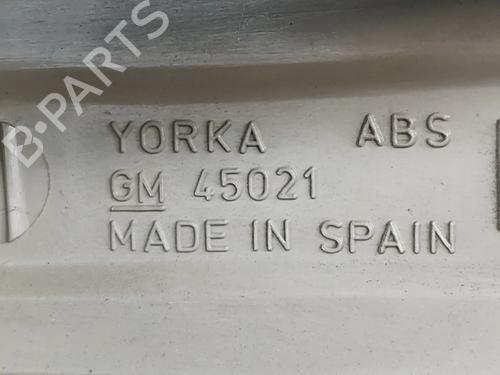 B-PARTS
YORKA ABS
GM 45021
MADE IN SPAIN